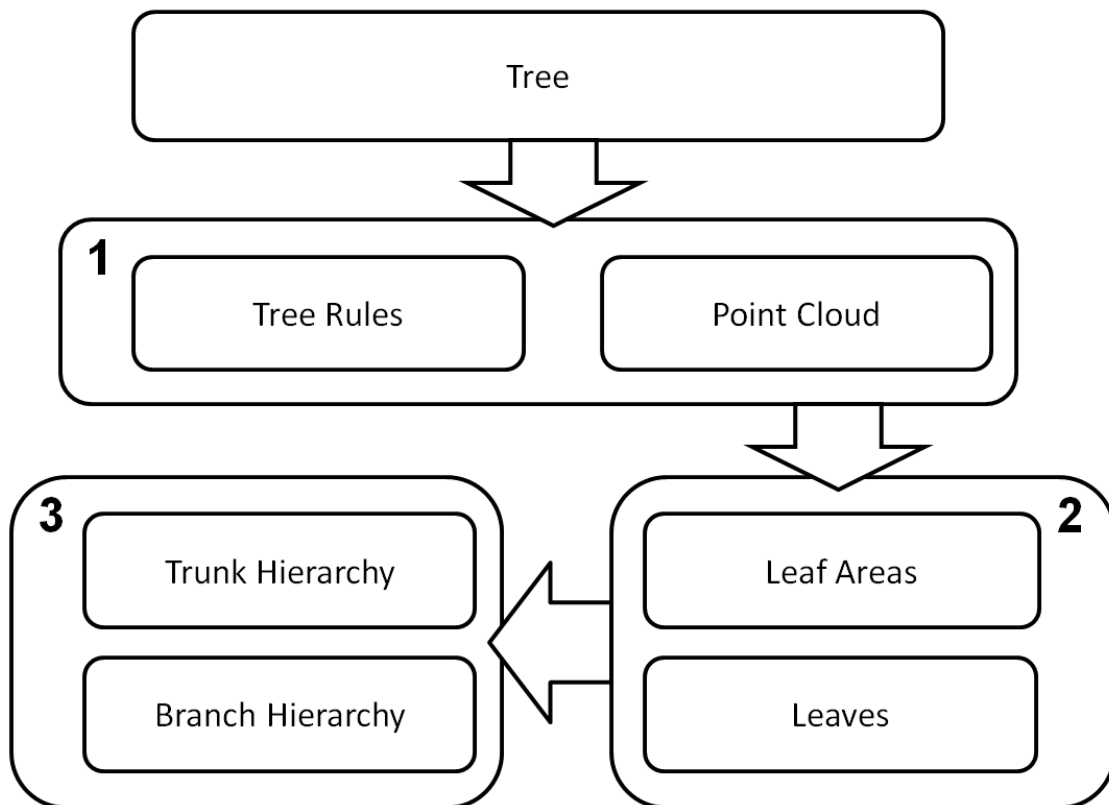 Tree
1
Tree Rules
Point Cloud
3
Trunk Hierarchy
Branch Hierarchy
2
Leaf Areas
Leaves